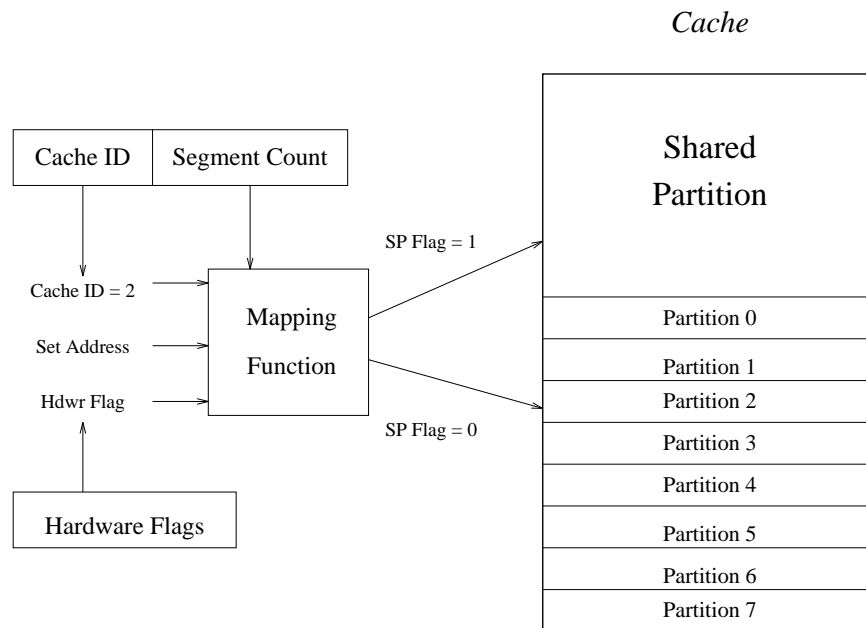 Cache
Cache ID
Segment Count
Shared
Partition
SP Flag = 1
Cache ID = 2
Mapping
Function
Set Address
Hdwr Flag
SP Flag = 0
Hardware Flags
Partition 0
Partition 1
Partition 2
Partition 3
Partition 4
Partition 5
Partition 6
Partition 7